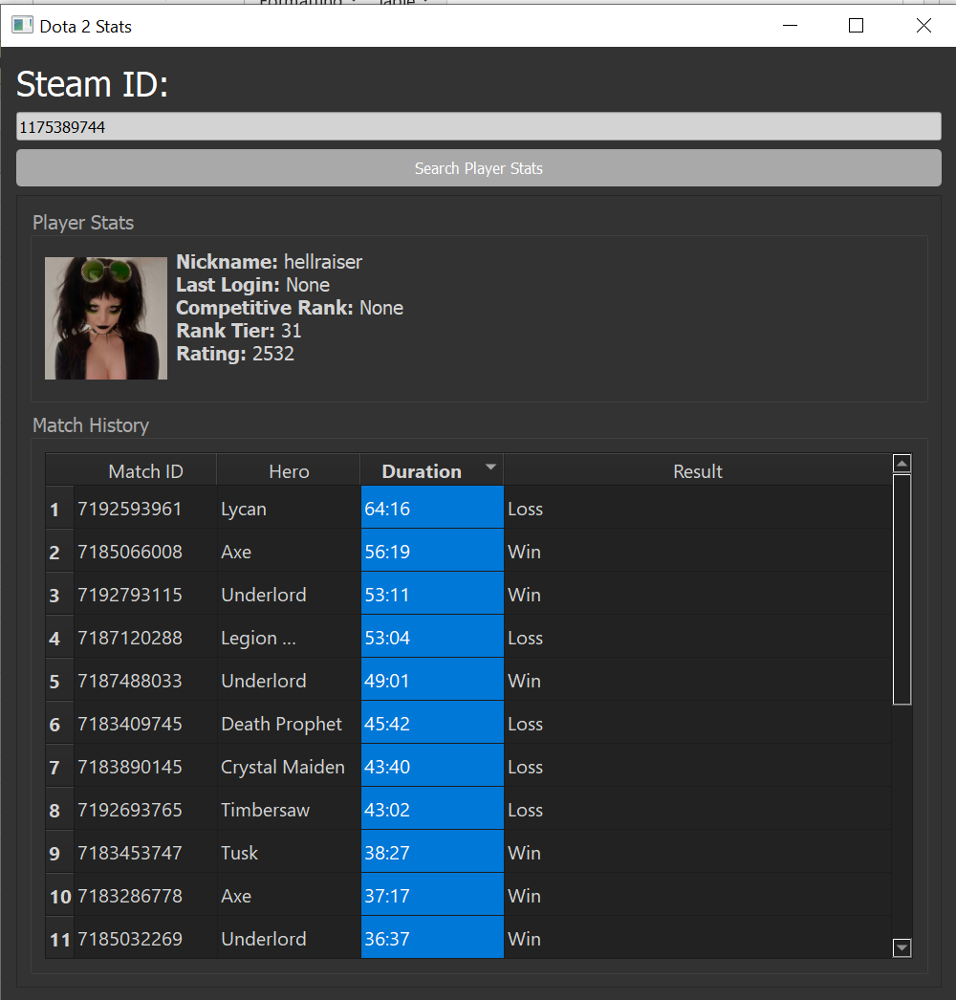 Dota 2 Stats
Steam ID:
1175389744
Search Player Stats
Player Stats
Nickname: hellraiser
Last Login: None
Competitive Rank: None
Rank Tier: 31
Rating: 2532
Match History
Match ID Hero Duration Result
1 7192593961 Lycan 64:16 Loss
2 7185066008 Axe 56:19 Win
3 7192793115 Underlord 53:11 Win
4 7187120288 Legion ... 53:04 Loss
5 7187488033 Underlord 49:01 Win
6 7183409745 Death Prophet 45:42 Loss
7 7183890145 Crystal Maiden 43:40 Loss
8 7192693765 Timbersaw 43:02 Loss
9 7183453747 Tusk 38:27 Win
10 7183286778 Axe 37:17 Win
11 7185032269 Underlord 36:37 Win